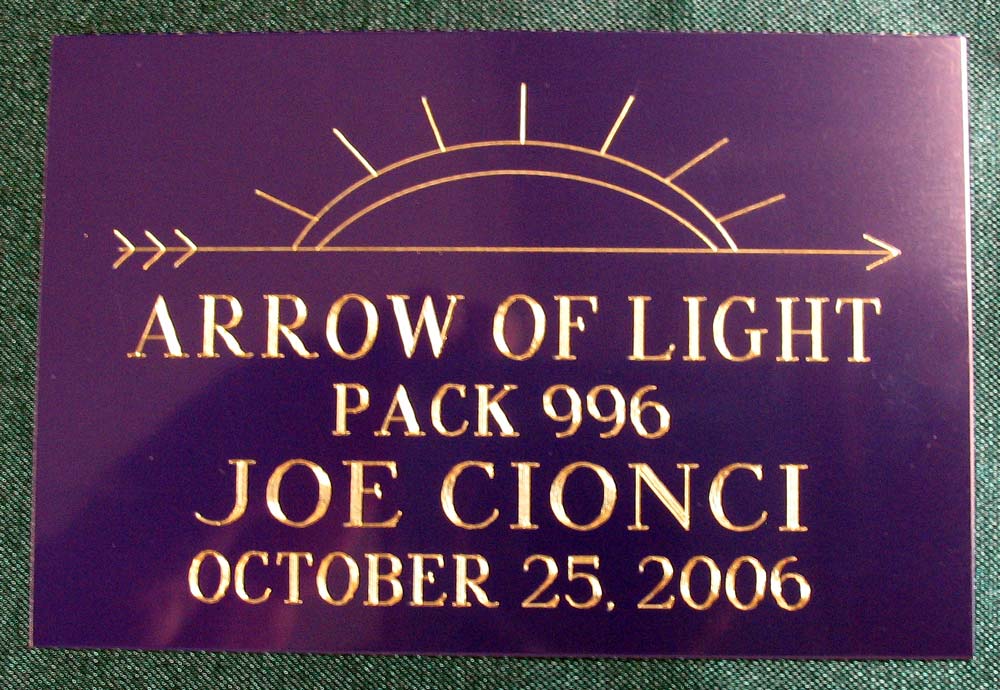 ARROW OF LIGHT
PACK 996
JOE CIONCI
OCTOBER 25, 2006